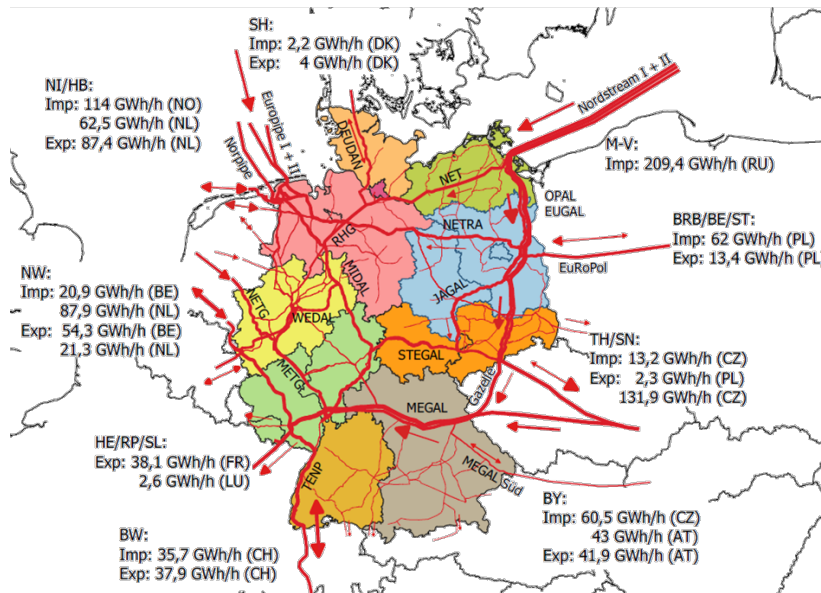 SH:
Imp: 2,2 GWh/h (DK)
Exp: 4 GWh/h (DK)
NI/HB:
Imp: 114 GWh/h (NO)
62,5 GWh/h (NL)
Exp: 87,4 GWh/h (NL)
Europipe I + II
Norpipe
DEUDAN
Nordstream I + II
M-V:
Imp: 209,4 GWh/h (RU)
NET
OPAL
EUGAL
BRB/BE/ST:
Imp: 62 GWh/h (PL)
Exp: 13,4 GWh/h (PL)
EuRoPol
NETRA
RHG
MIDAL
JAGAL
NW:
Imp: 20,9 GWh/h (BE)
87,9 GWh/h (NL)
Exp: 54,3 GWh/h (BE)
21,3 GWh/h (NL)
NETG
WEDAL
METG
STEGAL
TH/SN:
Imp: 13,2 GWh/h (CZ)
Exp: 2,3 GWh/h (PL)
131,9 GWh/h (CZ)
Gazelle
MEGAL
HE/RP/SL:
Exp: 38,1 GWh/h (FR)
2,6 GWh/h (LU)
TENP
MEGAL Süd
BY:
Imp: 60,5 GWh/h (CZ)
43 GWh/h (AT)
Exp: 41,9 GWh/h (AT)
BW:
Imp: 35,7 GWh/h (CH)
Exp: 37,9 GWh/h (CH)